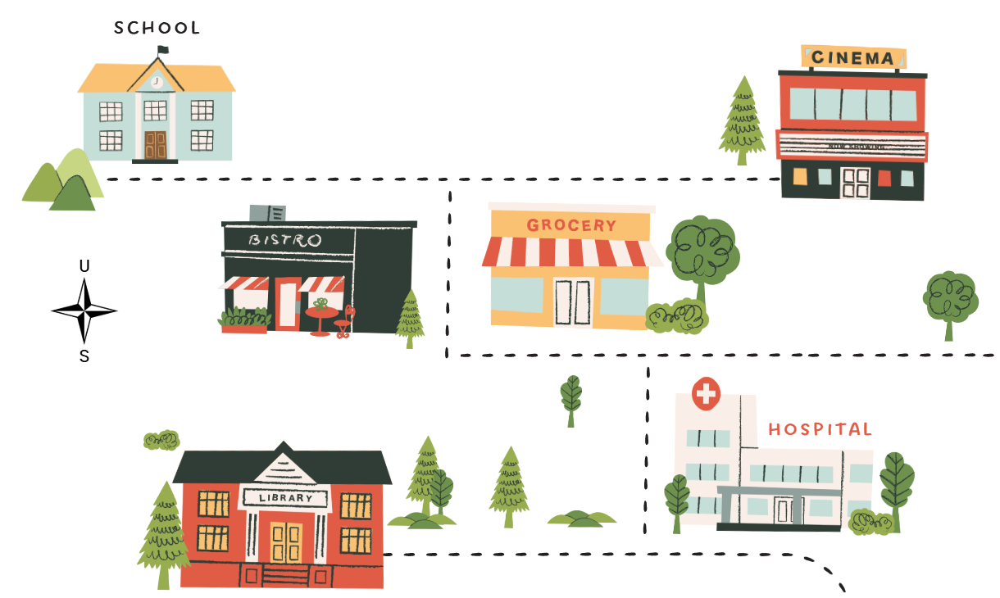 SCHOOL
CINEMA
NOW SHOWING
GROCERY
BISTRO
U
S
HOSPITAL
LIBRARY